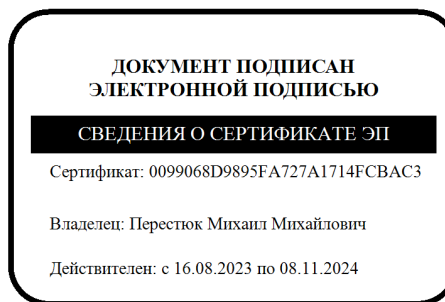 ДОКУМЕНТ ПОДПИСАН
ЭЛЕКТРОННОЙ ПОДПИСЬЮ
СВЕДЕНИЯ О СЕРТИФИКАТЕ ЭП
Сертификат: 0099068D9895FA727A1714FCBAC3
Владелец: Перестюк Михаил Михайлович
Действителен: с 16.08.2023 по 08.11.2024